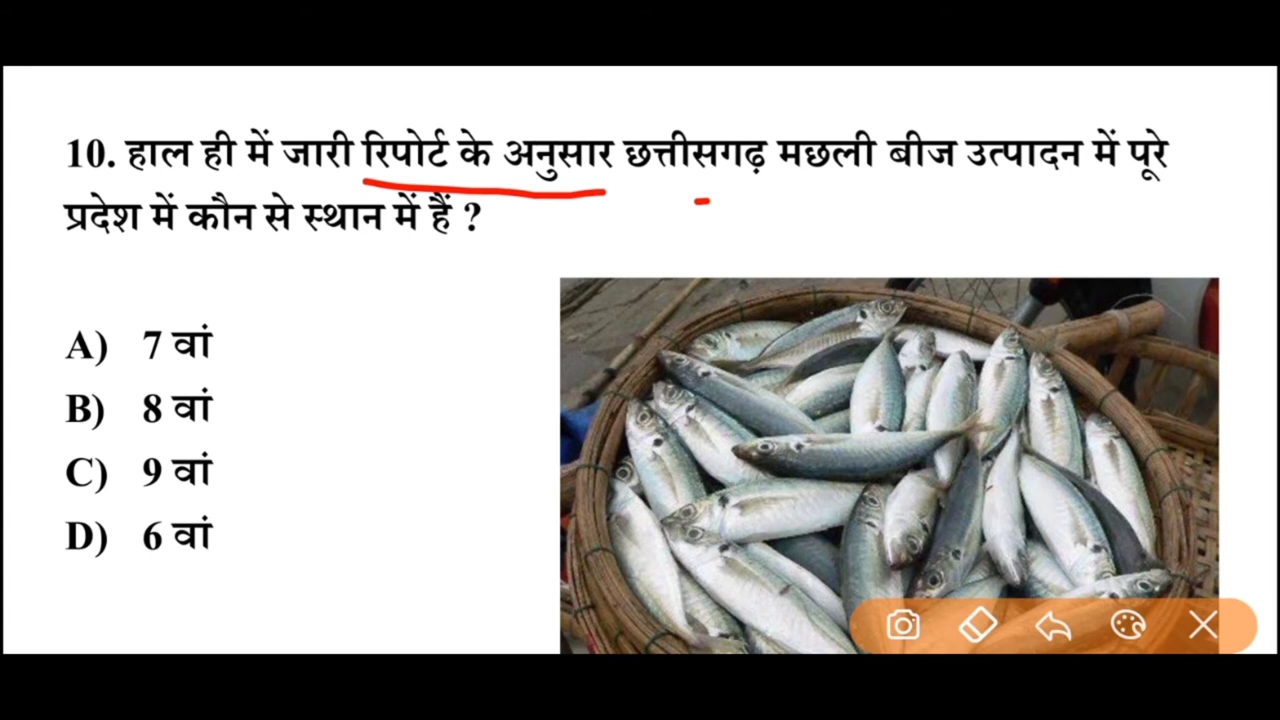 10. हाल ही में जारी रिपोर्ट के अनुसार छत्तीसगढ़ मछली बीज उत्पादन में पूरे
प्रदेश में कौन से स्थान में हैं ?
A) 7 वां
B) 8 वां
C) 9 वां
D) 6 वां